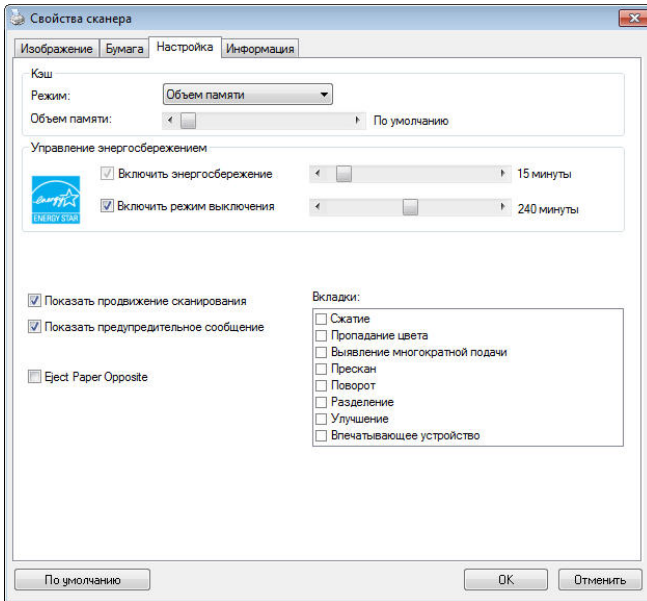 Свойства сканера
Изображение Бумага Настройка Информация
Кэш
Режим: Объем памяти
Объем памяти: По умолчанию
Управление энергосбережением
Включить энергосбережение 15 минуты
energy
ENERGY STAR
Включить режим выключения 240 минуты
Показать продвижение сканирования
Показать предупредительное сообщение
Eject Paper Opposite
Вкладки:
Сжатие
Пропадание цвета
Выявление многократной подачи
Прескан
Поворот
Разделение
Улучшение
Впечатывающее устройство
По умолчанию OK Отменить